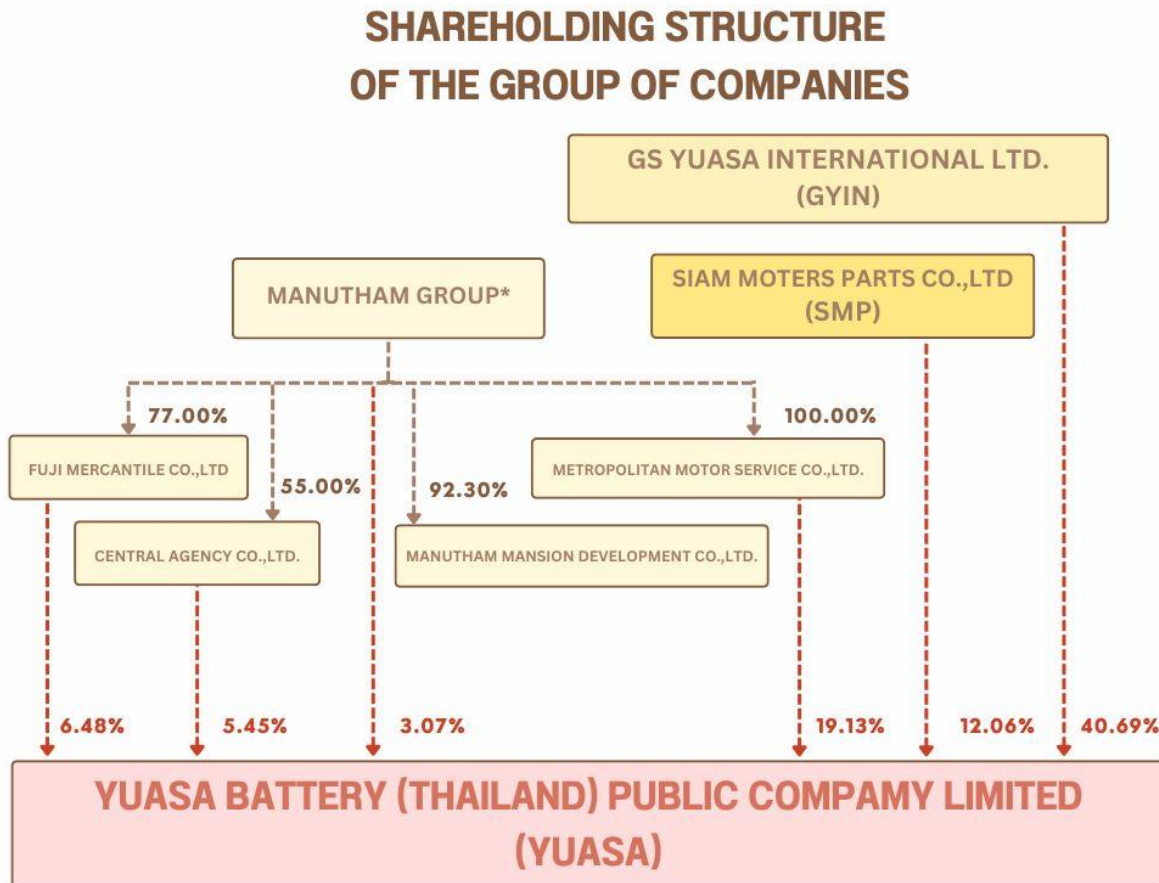 SHAREHOLDING STRUCTURE
OF THE GROUP OF COMPANIES
GS YUASA INTERNATIONAL LTD.
(GYIN)
MANUTHAM GROUP*
SIAM MOTERS PARTS CO.,LTD
(SMP)
77.00%
100.00%
FUJI MERCANTILE CO.,LTD
METROPOLITAN MOTOR SERVICE CO.,LTD.
55.00%
92.30%
CENTRAL AGENCY CO.,LTD.
MANUTHAM MANSION DEVELOPMENT CO.,LTD.
6.48%
5.45%
3.07%
19.13%
12.06%
40.69%
YUASA BATTERY (THAILAND) PUBLIC COMPAMY LIMITED
(YUASA)